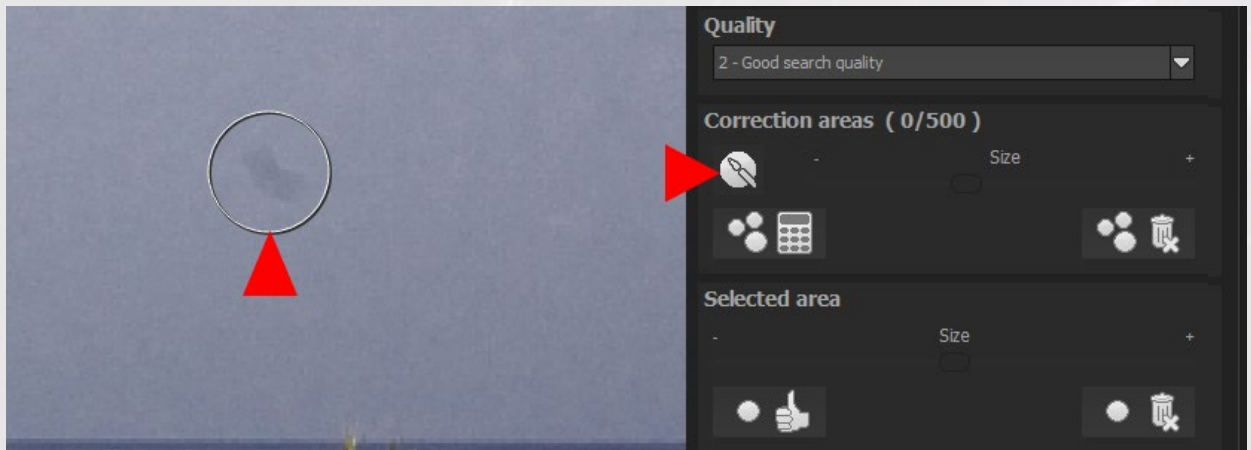 Quality
2 - Good search quality
Correction areas ( 0/500 )
- Size +
Selected area
- Size +